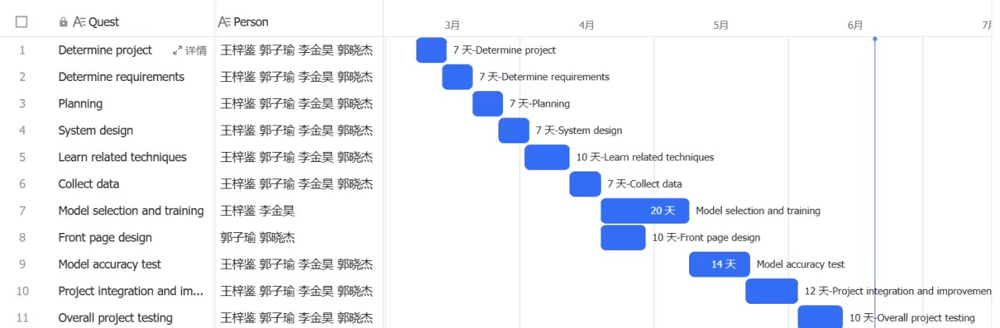 Quest Person 3月 4月 5月 6月 7月
1 Determine project 详情 王梓鉴 郭子瑜 李金昊 郭晓杰 7 天-Determine project
2 Determine requirements 王梓鉴 郭子瑜 李金昊 郭晓杰 7 天-Determine requirements
3 Planning 王梓鉴 郭子瑜 李金昊 郭晓杰 7 天-Planning
4 System design 王梓鉴 郭子瑜 李金昊 郭晓杰 7 天-System design
5 Learn related techniques 王梓鉴 郭子瑜 李金昊 郭晓杰 10 天-Learn related techniques
6 Collect data 王梓鉴 郭子瑜 李金昊 郭晓杰 7 天-Collect data
7 Model selection and training 王梓鉴 李金昊 20 天 Model selection and training
8 Front page design 郭子瑜 郭晓杰 10 天-Front page design
9 Model accuracy test 王梓鉴 郭子瑜 李金昊 郭晓杰 14 天 Model accuracy test
10 Project integration and im... 王梓鉴 郭子瑜 李金昊 郭晓杰 12 天-Project integration and improvemen
11 Overall project testing 王梓鉴 郭子瑜 李金昊 郭晓杰 10 天-Overall project testing